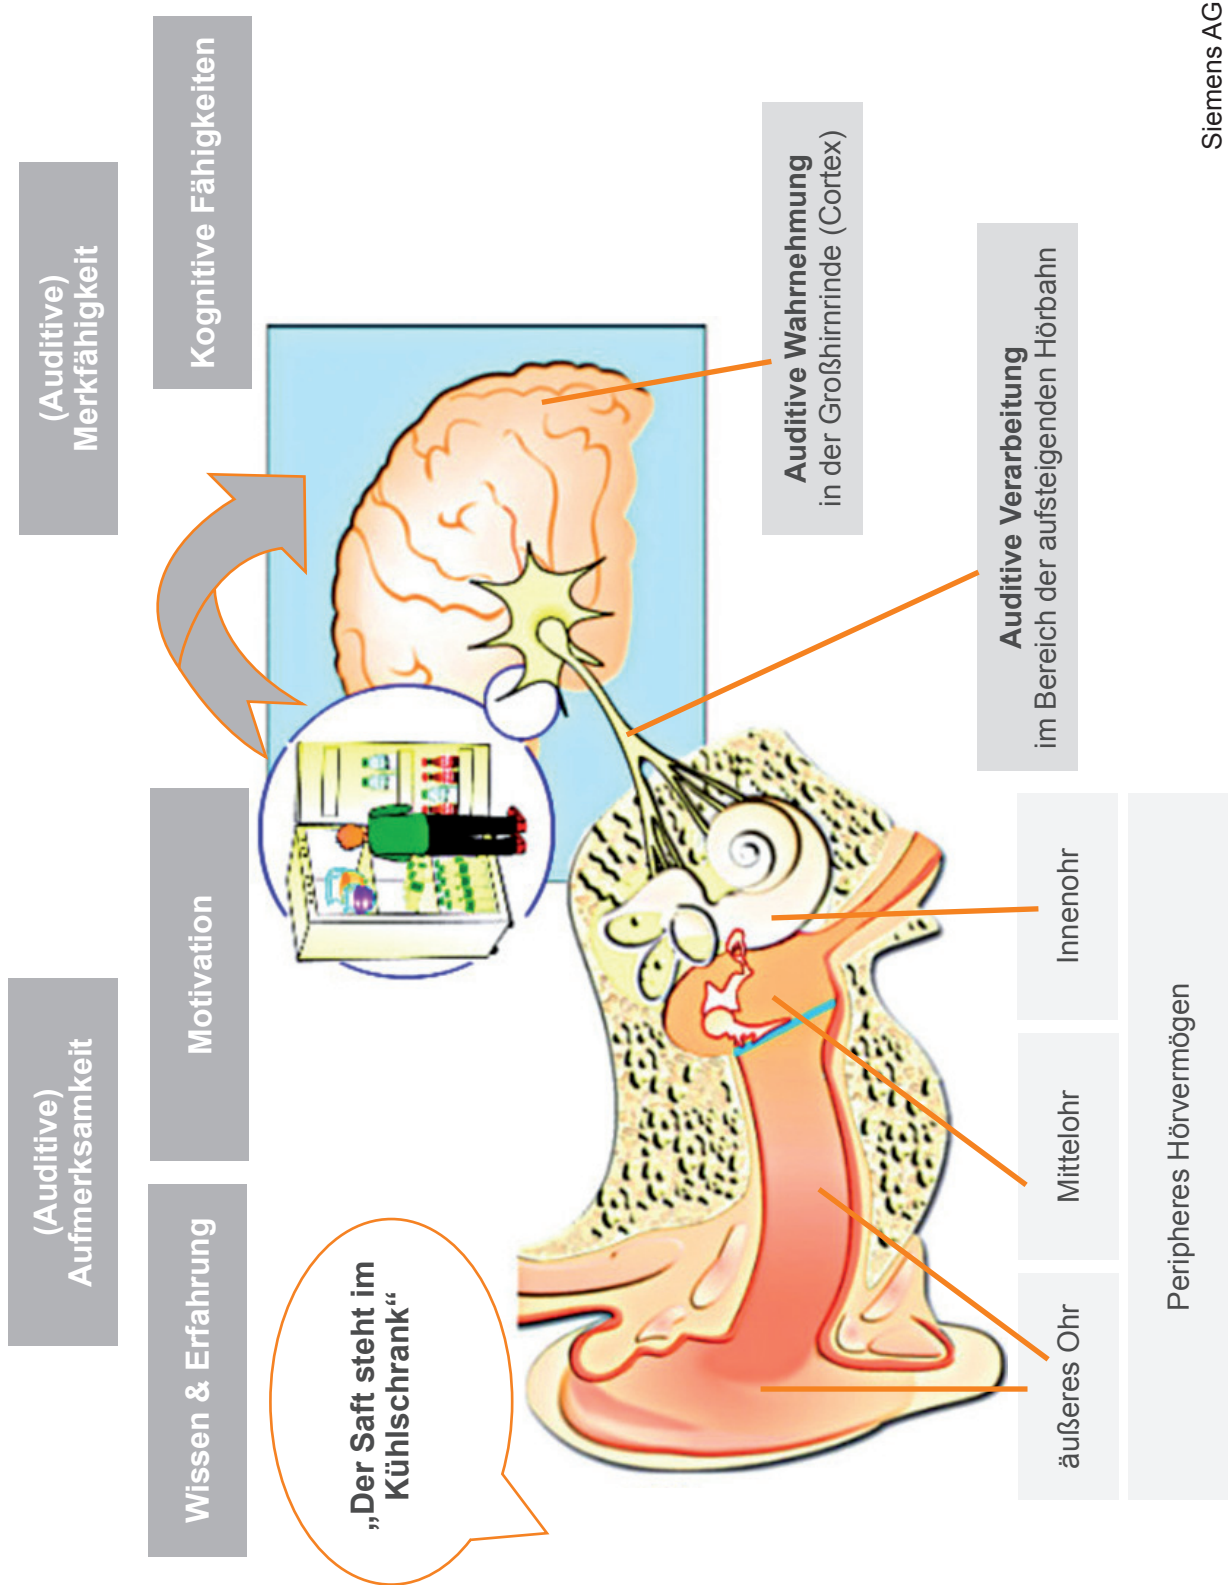 (Auditive)
Aufmerksamkeit
(Auditive)
Merkfähigkeit
Wissen & Erfahrung
Motivation
Kognitive Fähigkeiten
„Der Saft steht im
Kühlschrank“
Auditive Wahrnehmung
in der Großhirnrinde (Cortex)
Auditive Verarbeitung
im Bereich der aufsteigenden Hörbahn
äußeres Ohr
Mittelohr
Innenohr
Peripheres Hörvermögen
Siemens AG